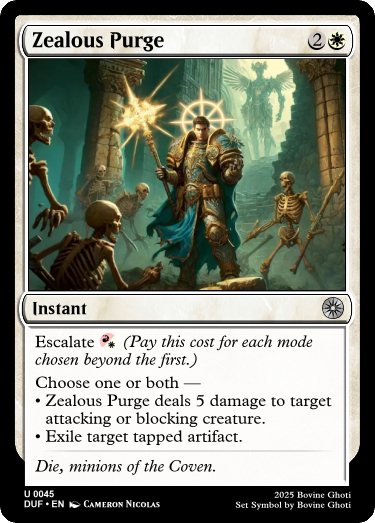 Zealous Purge 2
Instant
Escalate (Pay this cost for each mode
chosen beyond the first.)
Choose one or both —
• Zealous Purge deals 5 damage to target
attacking or blocking creature.
• Exile target tapped artifact.
Die, minions of the Coven.
U 0045
DUF • EN Cameron Nicolas
2025 Bovine Ghoti
Set Symbol by Bovine Ghoti